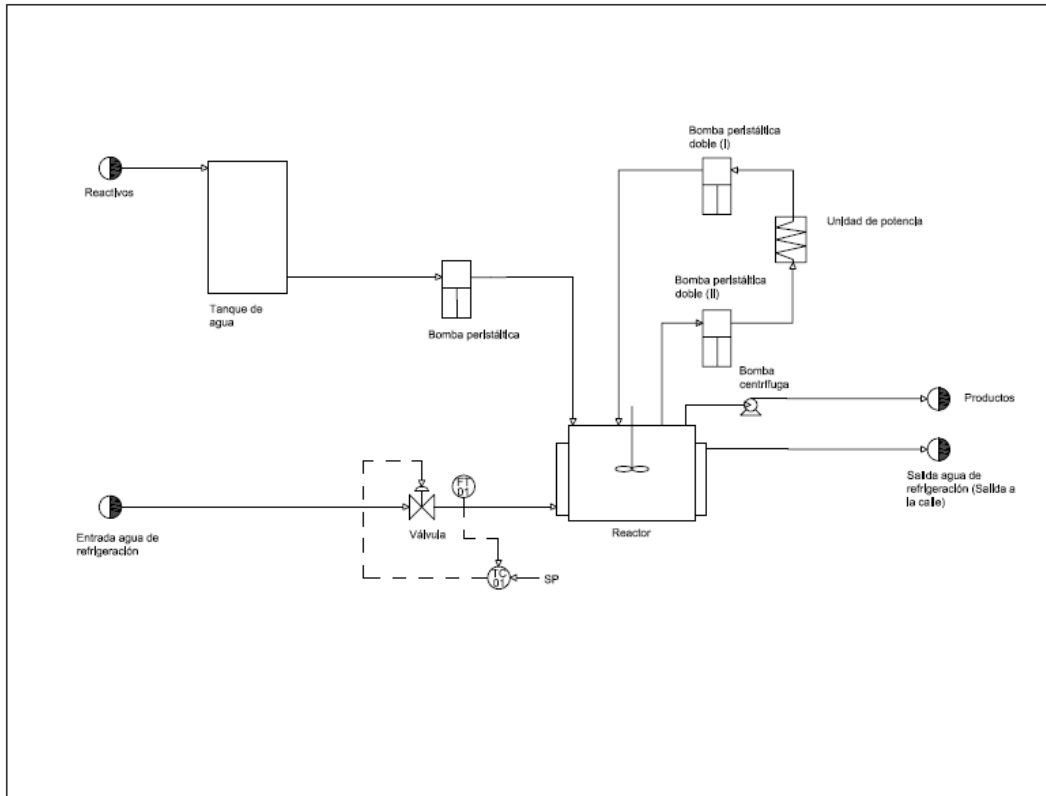 Bomba peristáltica
doble (I)
Reactivos
Unidad de potencia
Bomba peristáltica
doble (II)
Tanque de
agua
Bomba peristáltica
Bomba
centrífuga
Productos
Salida agua de
refrigeración (Salida a
la calle)
FT
01
Entrada agua de
refrigeración
Válvula
Reactor
TC
01
SP